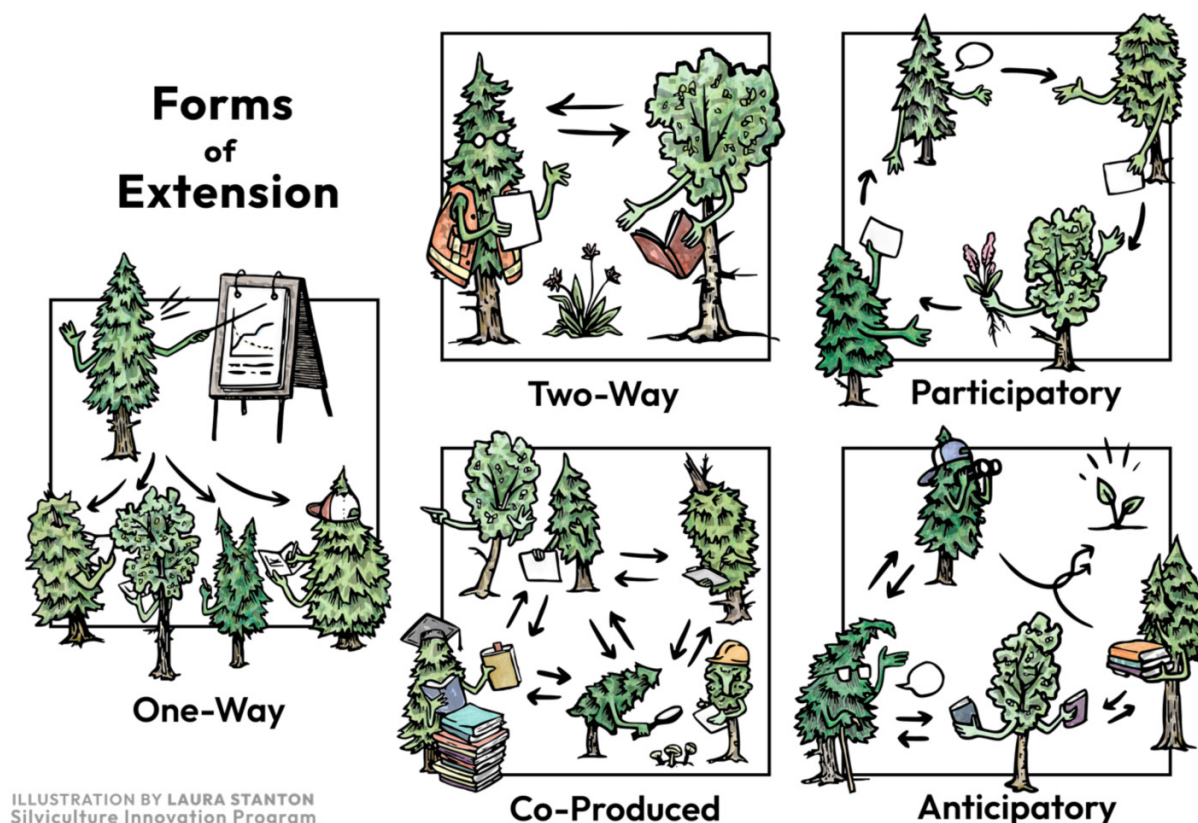 Forms
of
Extension
One-Way
Two-Way
Participatory
Co-Produced
Anticipatory
ILLUSTRATION BY LAURA STANTON
Silviculture Innovation Program